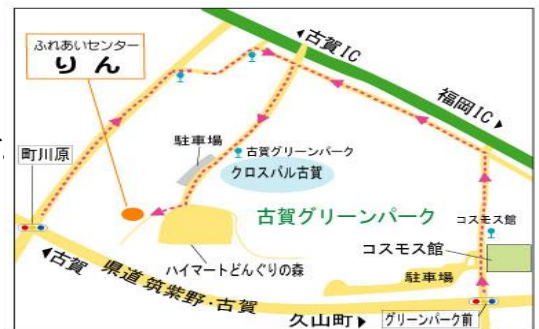 ふれあいセンター
りん
◀古賀IC
福岡IC▶
町川原
駐車場
古賀グリーンパーク
クロスパル古賀
古賀グリーンパーク
コスモス館
コスモス館
ハイマートどんぐりの森
駐車場
◀古賀 県道 筑紫野・古賀
久山町▶
グリーンパーク前